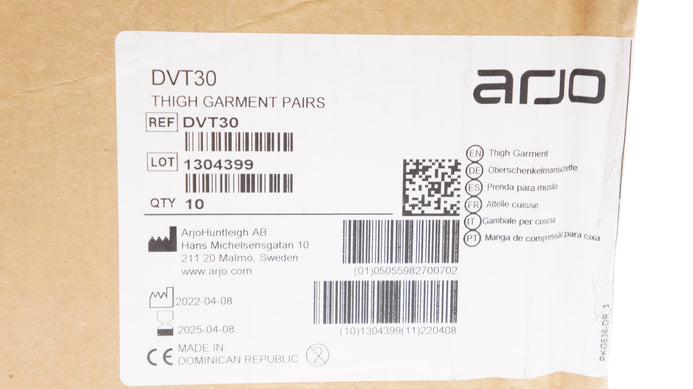 DVT30
THIGH GARMENT PAIRS
arjo
REF DVT30
LOT 1304399
QTY 10
EN Thigh Garment
DE Oberschenkelmanschette
ES Prenda para muslo
FR Attelle cuisse
IT Gambale per coscia
PT Manga de compressão para coxa
ArjoHuntleigh AB
Hans Michelsensgatan 10
211 20 Malmö, Sweden
www.arjo.com
(01)05055982700702
2022-04-08
2025-04-08
(10)1304399(11)220408
CE MADE IN
DOMINICAN REPUBLIC